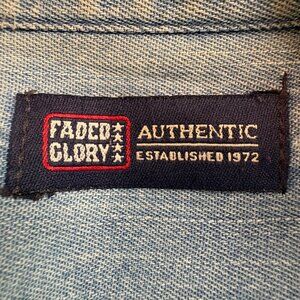 FADED
GLORY
AUTHENTIC
ESTABLISHED 1972